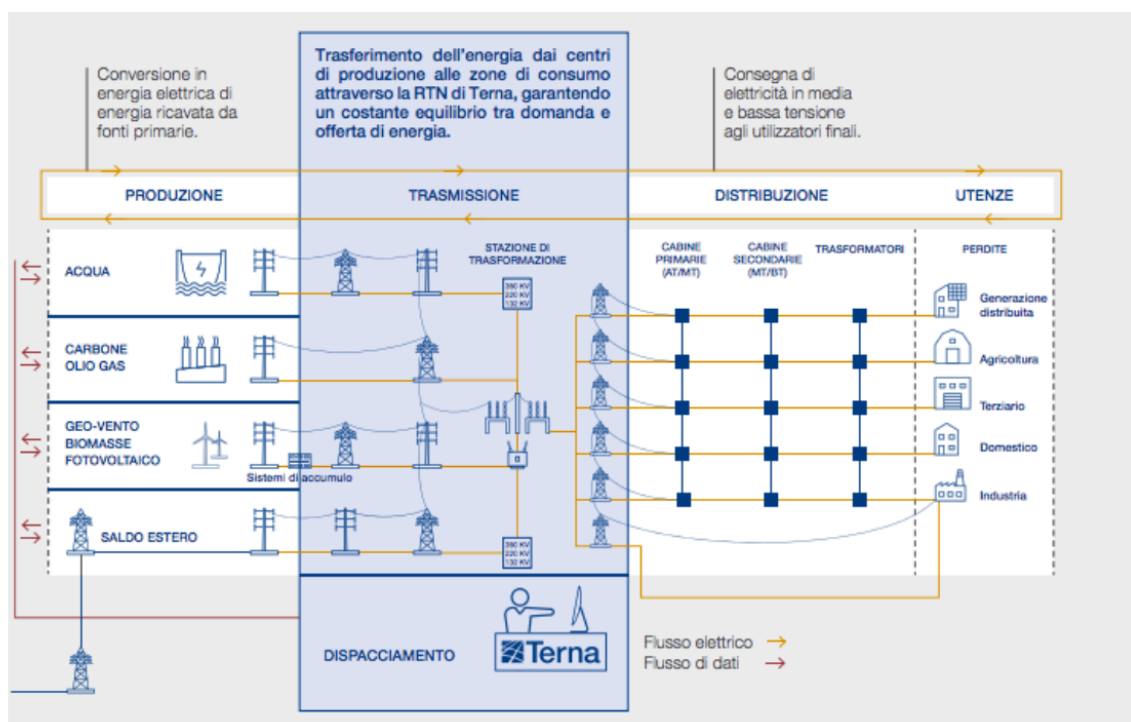 Conversione in
energia elettrica di
energia ricavata da
fonti primarie.
Trasferimento dell'energia dai centri
di produzione alle zone di consumo
attraverso la RTN di Terna, garantendo
un costante equilibrio tra domanda e
offerta di energia.
Consegna di
elettricità in media
e bassa tensione
agli utilizzatori finali.
PRODUZIONE
TRASMISSIONE
DISTRIBUZIONE
UTENZE
STAZIONE DI
TRASFORMAZIONE
CABINE
PRIMARIE
(AT/MT)
CABINE
SECONDARIE
(MT/BT)
TRASFORMATORI
PERDITE
ACQUA
380 KV
220 KV
132 KV
Generazione
distribuita
CARBONE
OLIO GAS
Agricoltura
Terziario
GEO-VENTO
BIOMASSE
FOTOVOLTAICO
Sistemi di accumulo
Domestico
Industria
SALDO ESTERO
380 KV
220 KV
132 KV
DISPACCIAMENTO
Terna
Flusso elettrico
Flusso di dati